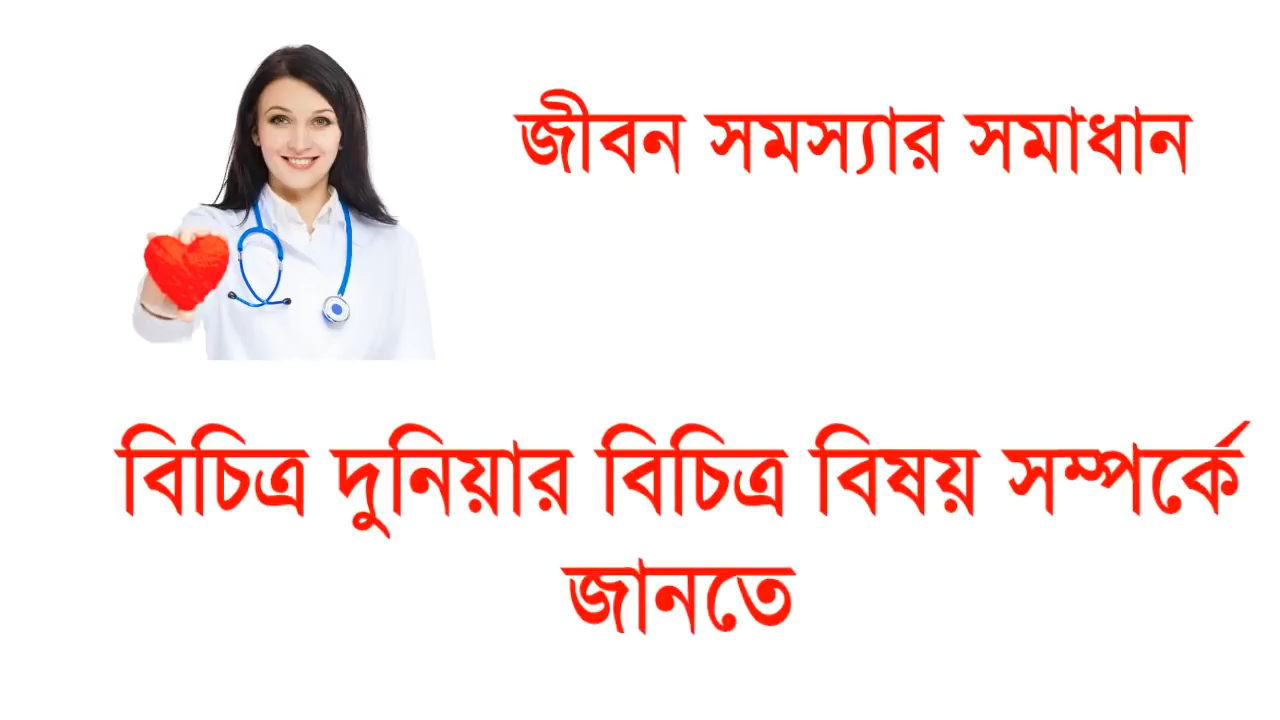 জীবন সমস্যার সমাধান
বিচিত্র দুনিয়ার বিচিত্র বিষয় সম্পর্কে
জানতে